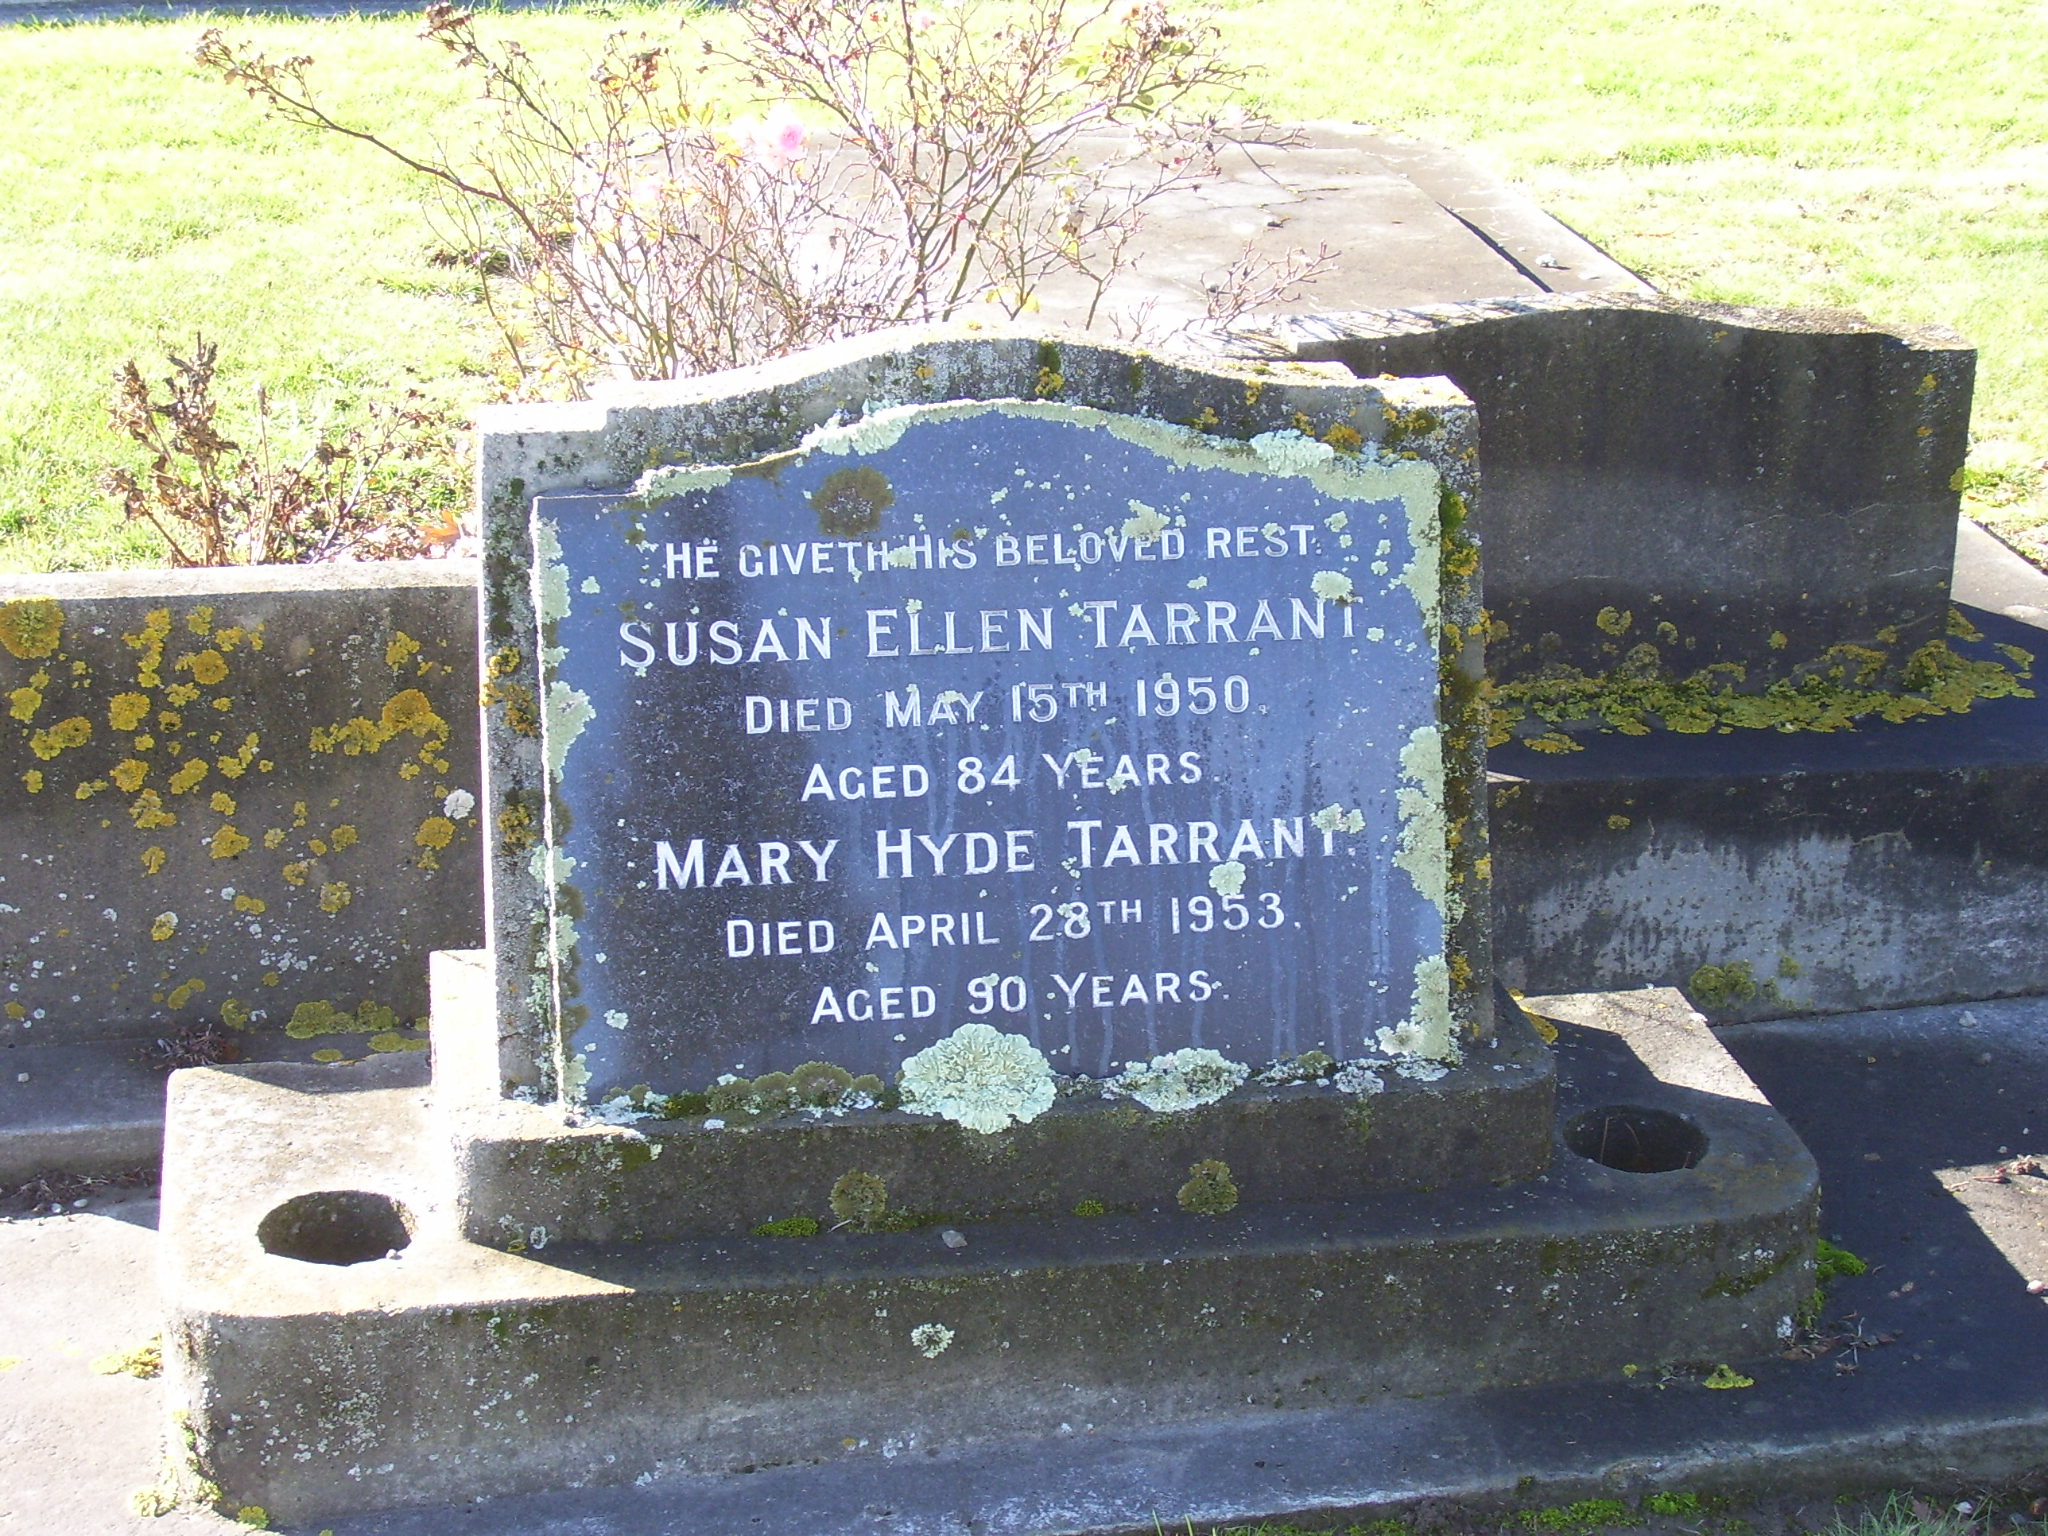 HE GIVETH HIS BELOVED REST.
SUSAN ELLEN TARRANT
DIED MAY 15TH 1950,
AGED 84 YEARS.
MARY HYDE TARRANT.
DIED APRIL 28TH 1953,
AGED 90 YEARS.